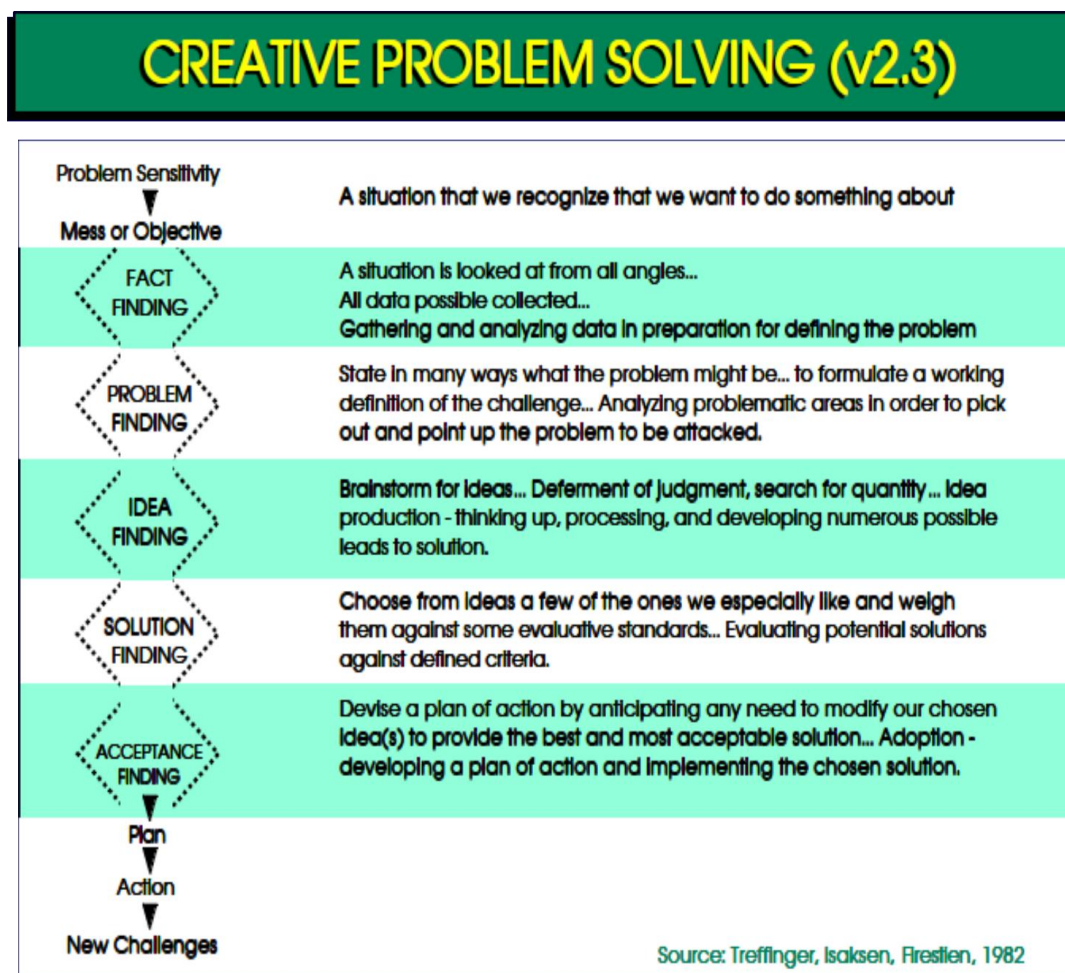 CREATIVE PROBLEM SOLVING (v2.3)
Problem Sensitivity
A situation that we recognize that we want to do something about
Mess or Objective
FACT
FINDING
A situation is looked at from all angles...
All data possible collected...
Gathering and analyzing data in preparation for defining the problem
PROBLEM
FINDING
State in many ways what the problem might be... to formulate a working
definition of the challenge... Analyzing problematic areas in order to pick
out and point up the problem to be attacked.
IDEA
FINDING
Brainstorm for ideas... Deferment of judgment, search for quantity... Idea
production - thinking up, processing, and developing numerous possible
leads to solution.
SOLUTION
FINDING
Choose from ideas a few of the ones we especially like and weigh
them against some evaluative standards... Evaluating potential solutions
against defined criteria.
ACCEPTANCE
FINDING
Devise a plan of action by anticipating any need to modify our chosen
idea(s) to provide the best and most acceptable solution... Adoption -
developing a plan of action and implementing the chosen solution.
Plan
Action
New Challenges
Source: Treffinger, Isaksen, Firestien, 1982